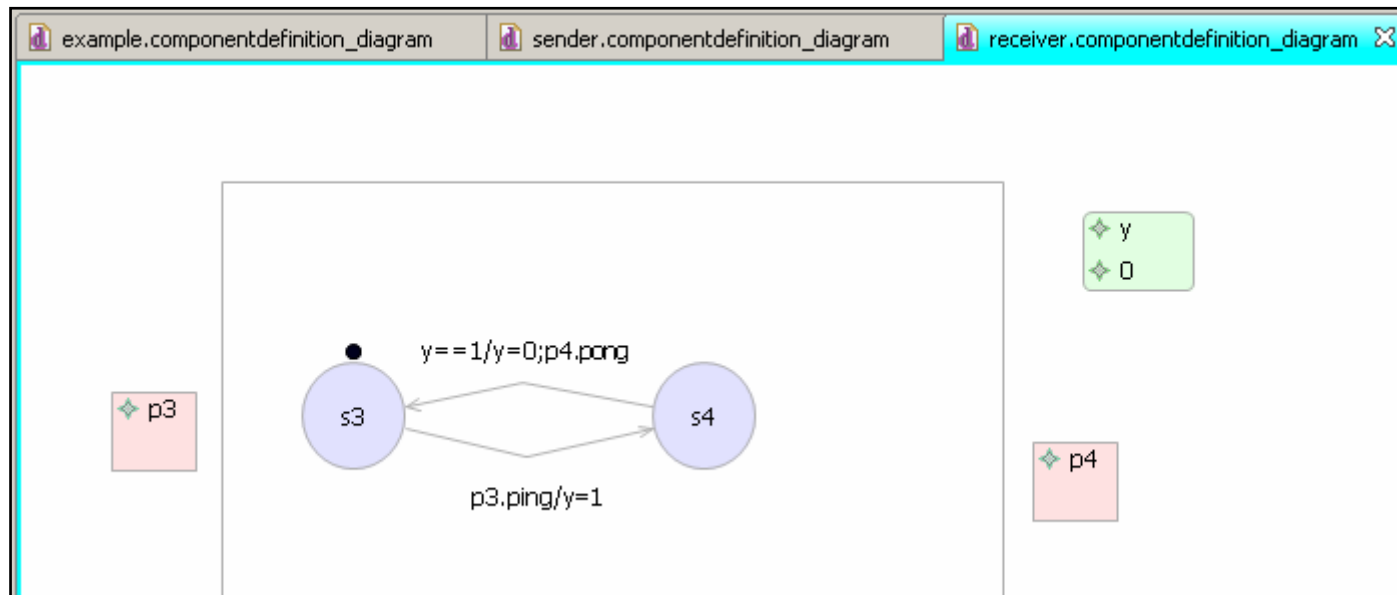 example.componentdefinition_diagram
sender.componentdefinition_diagram
receiver.componentdefinition_diagram
y
0
y==1/y=0;p4.pong
p3
s3
s4
p4
p3.ping/y=1